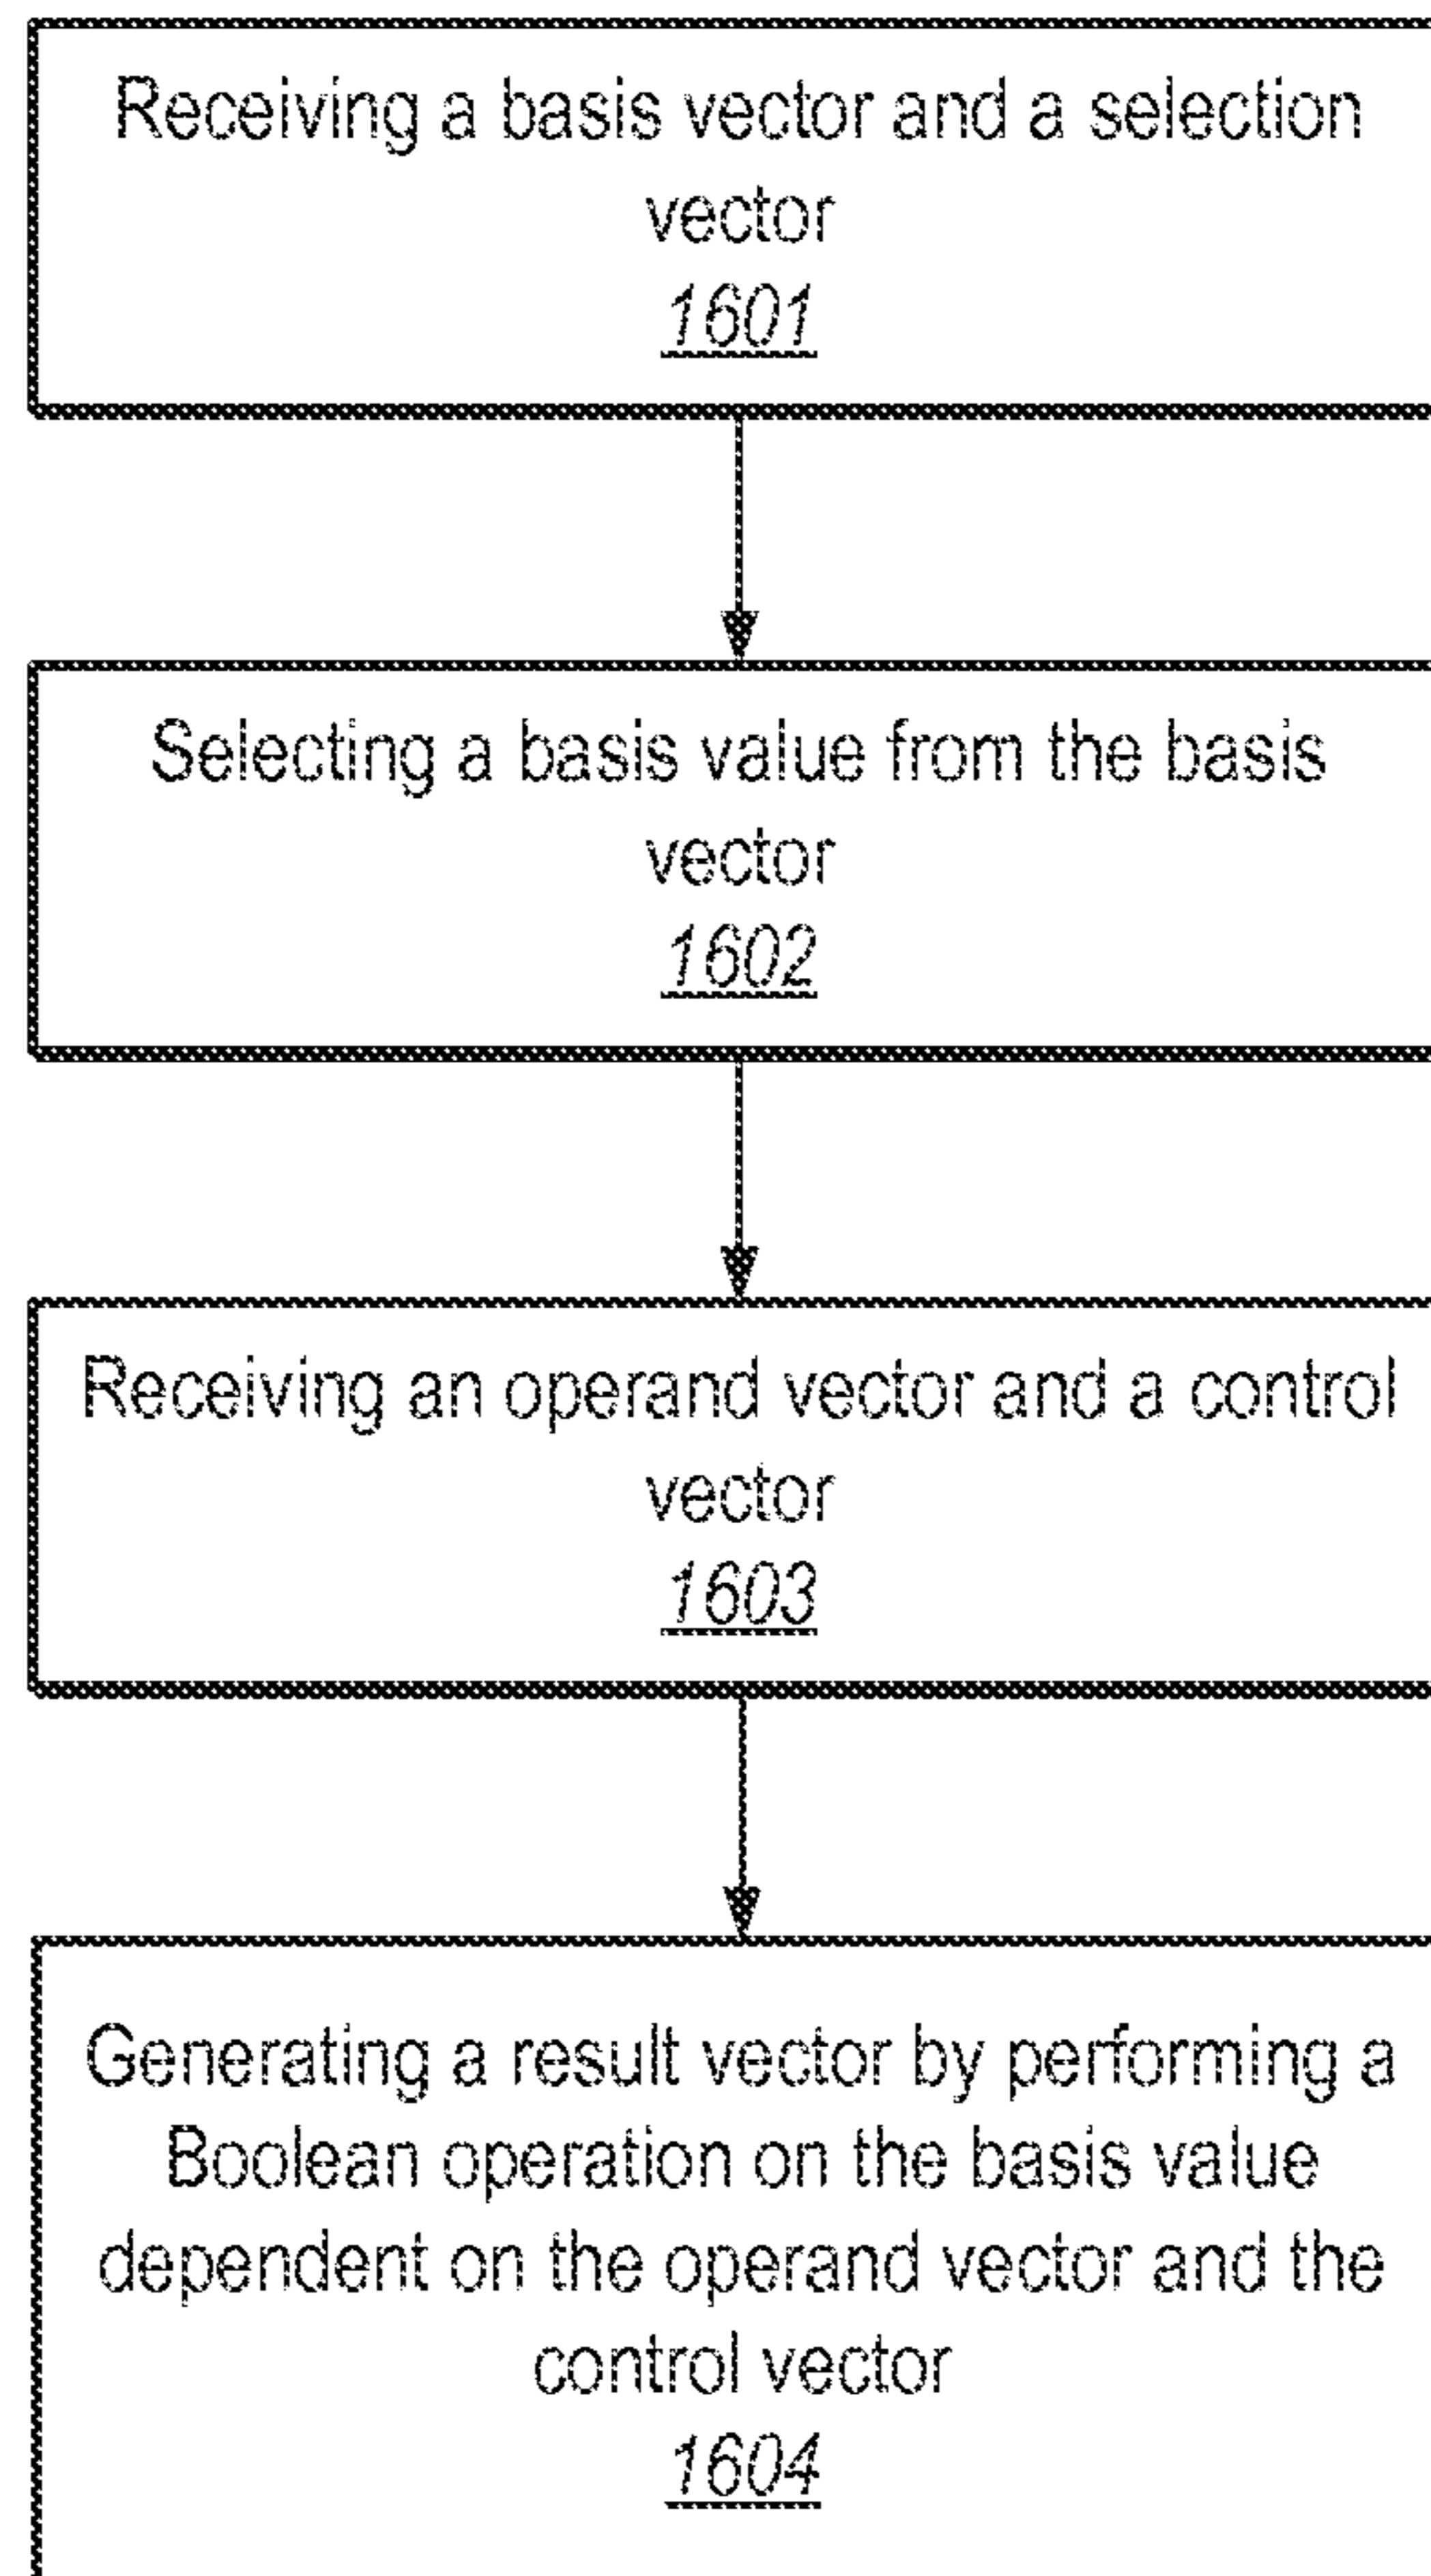 Receiving a basis vector and a selection
vector
1601
Selecting a basis value from the basis
vector
1602
Receiving an operand vector and a control
vector
1603
Generating a result vector by performing a
Boolean operation on the basis value
dependent on the operand vector and the
control vector
1604